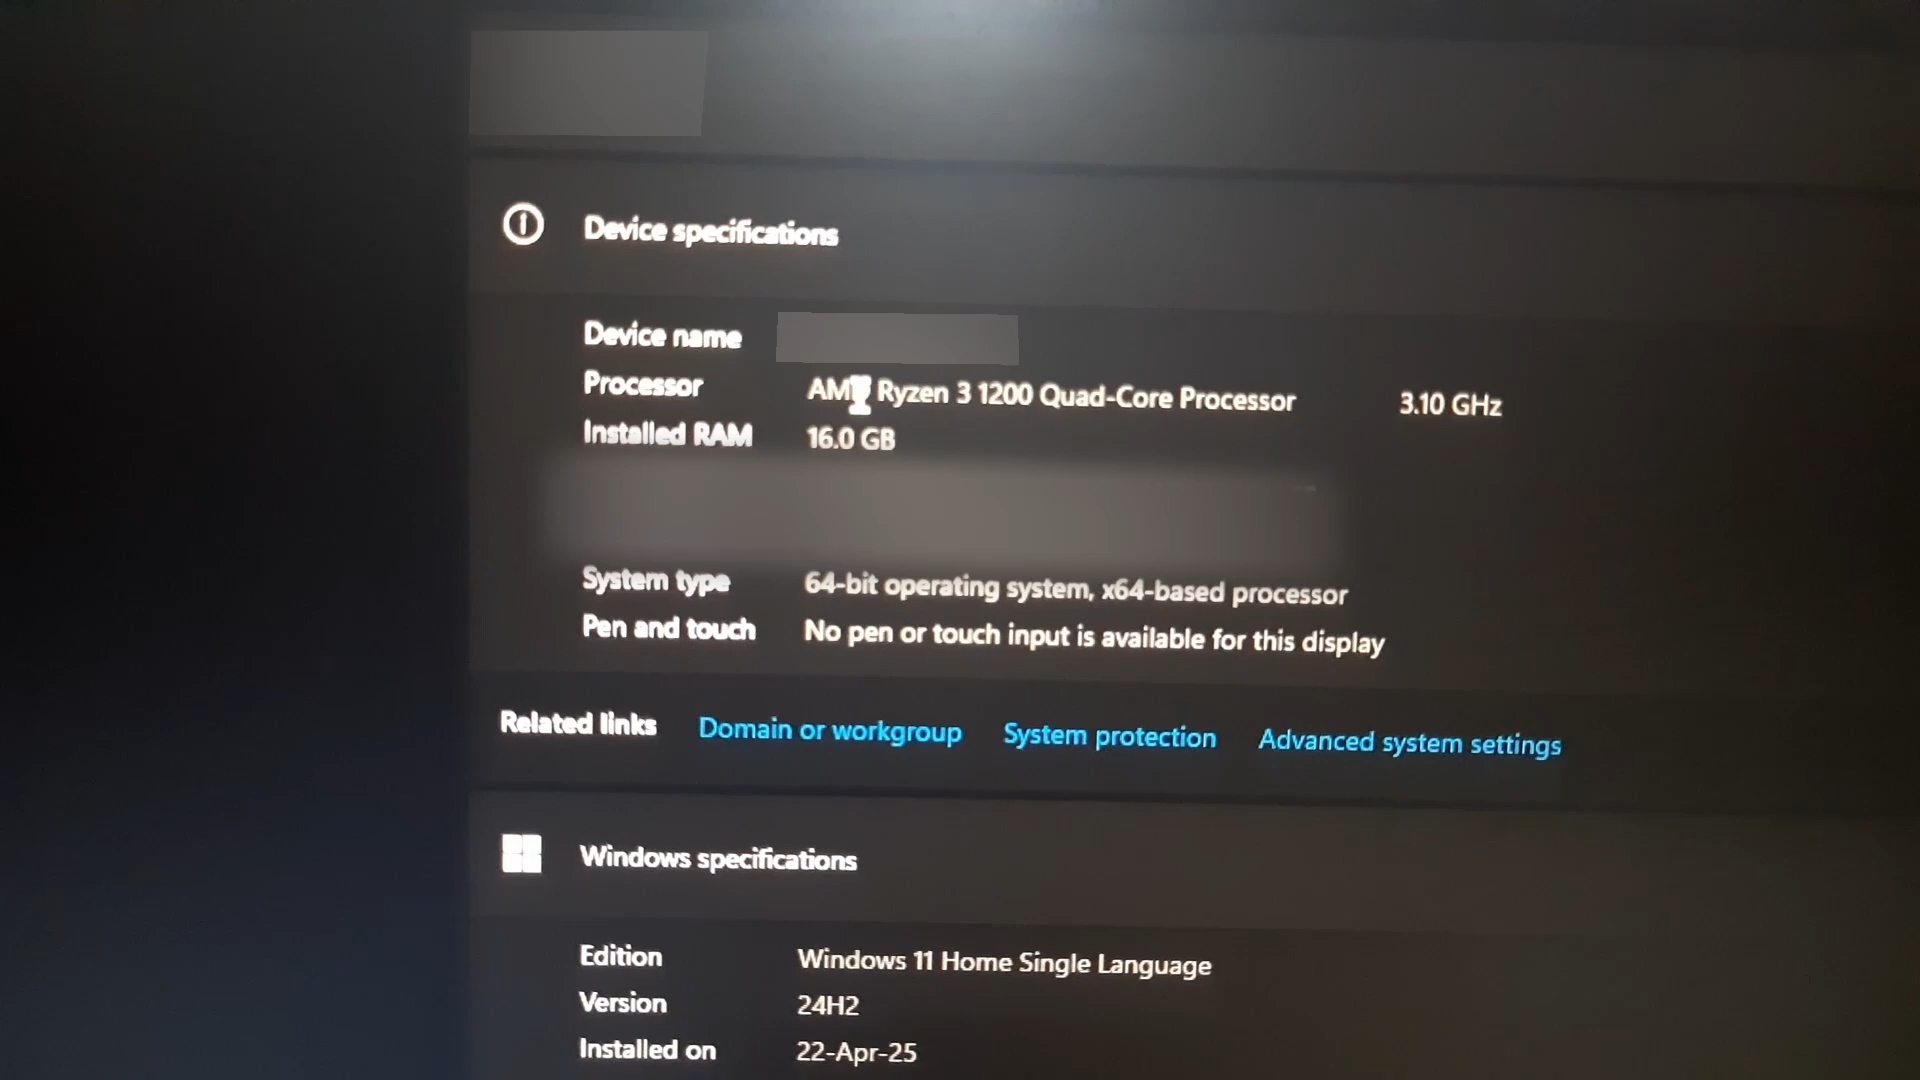 Device specifications
Device name
Processor AMD Ryzen 3 1200 Quad-Core Processor 3.10 GHz
Installed RAM 16.0 GB
System type 64-bit operating system, x64-based processor
Pen and touch No pen or touch input is available for this display
Related links Domain or workgroup System protection Advanced system settings
Windows specifications
Edition Windows 11 Home Single Language
Version 24H2
Installed on 22-Apr-25